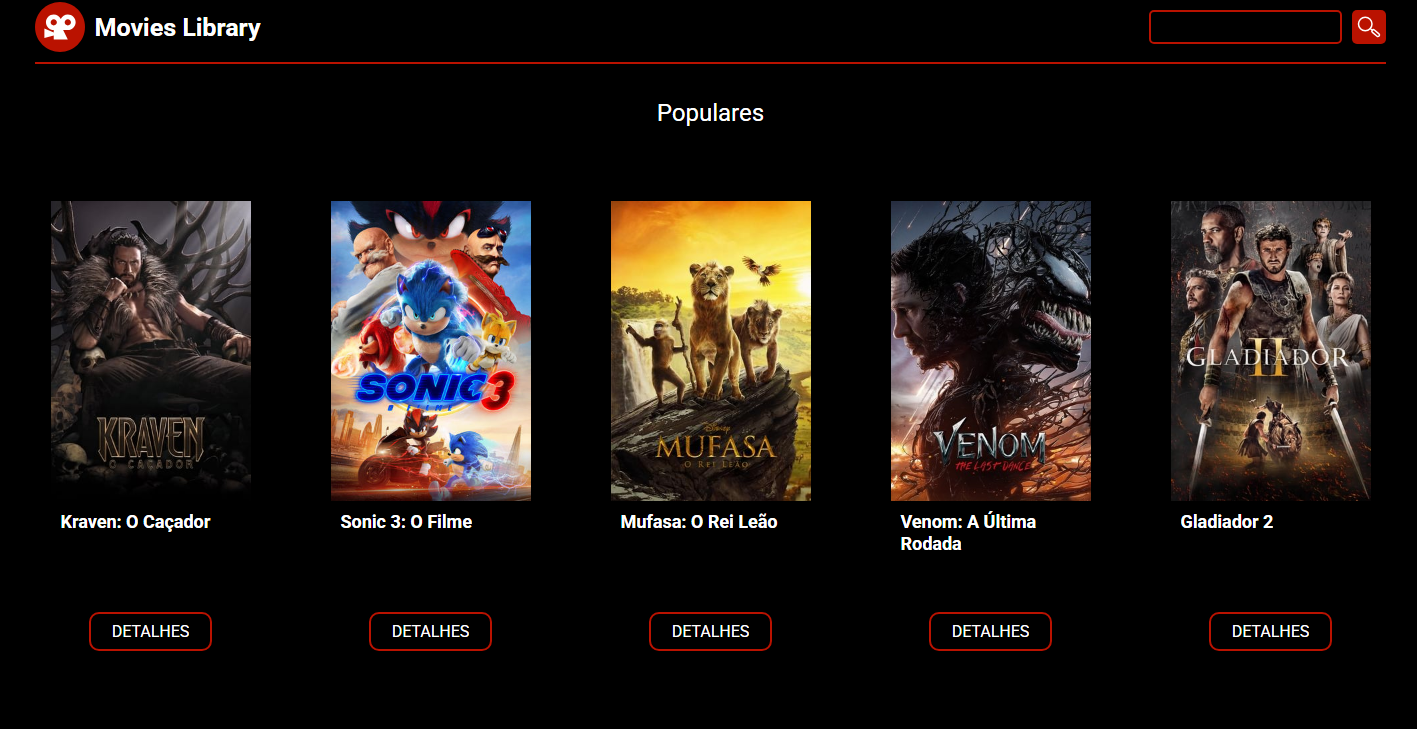 Movies Library
Populares
KRAVEN
O CAÇADOR
SONIC 3
O FILME
Disney
MUFASA
O REI LEÃO
VENOM
THE LAST DANCE
GLADIADOR
II
Kraven: O Caçador
Sonic 3: O Filme
Mufasa: O Rei Leão
Venom: A Última
Rodada
Gladiador 2
DETALHES
DETALHES
DETALHES
DETALHES
DETALHES